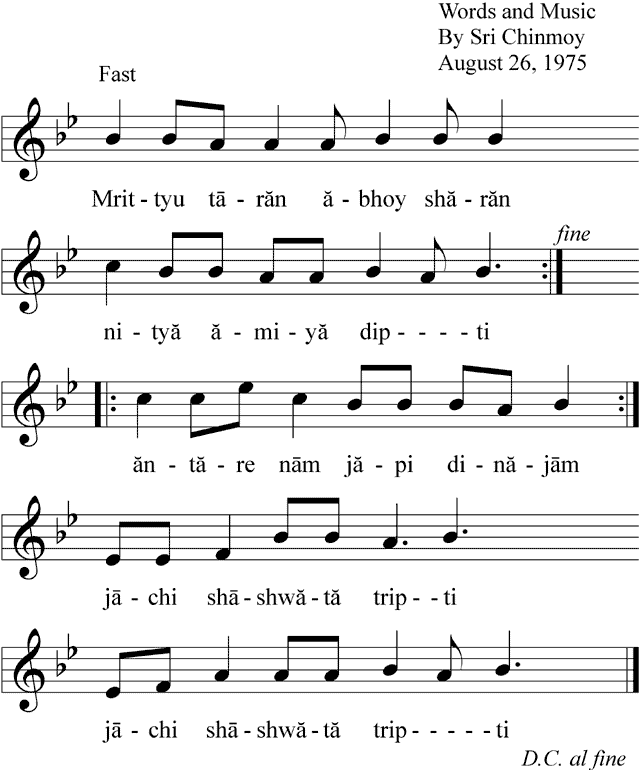 Words and Music
By Sri Chinmoy
August 26, 1975
Fast
Mrit - tyu tā - răn ă - bhoy shă - răn
fine
ni - tyă ă - mi - yă dip - - - - ti
ăn - tă - re nām jă - pi di - nă - jām
jā - chi shā - shwă - tă trip - - ti
jā - chi shā - shwă - tă trip - - - - - ti
D.C. al fine